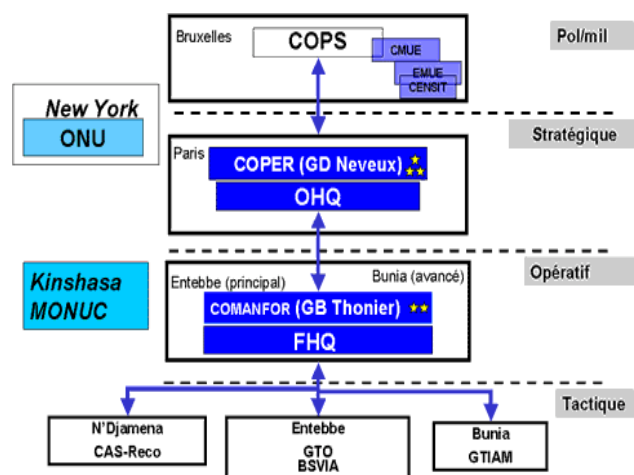 Bruxelles
COPS
CMUE
EMUE
CENSIT
Pol/mil
New York
ONU
Stratégique
Paris
COPER (GD Neveux)
OHQ
Opératif
Kinshasa
MONUC
Entebbe (principal)
Bunia (avancé)
COMANFOR (GB Thonier)
FHQ
Tactique
N'Djamena
CAS-Reco
Entebbe
GTO
BSVIA
Bunia
GTIAM